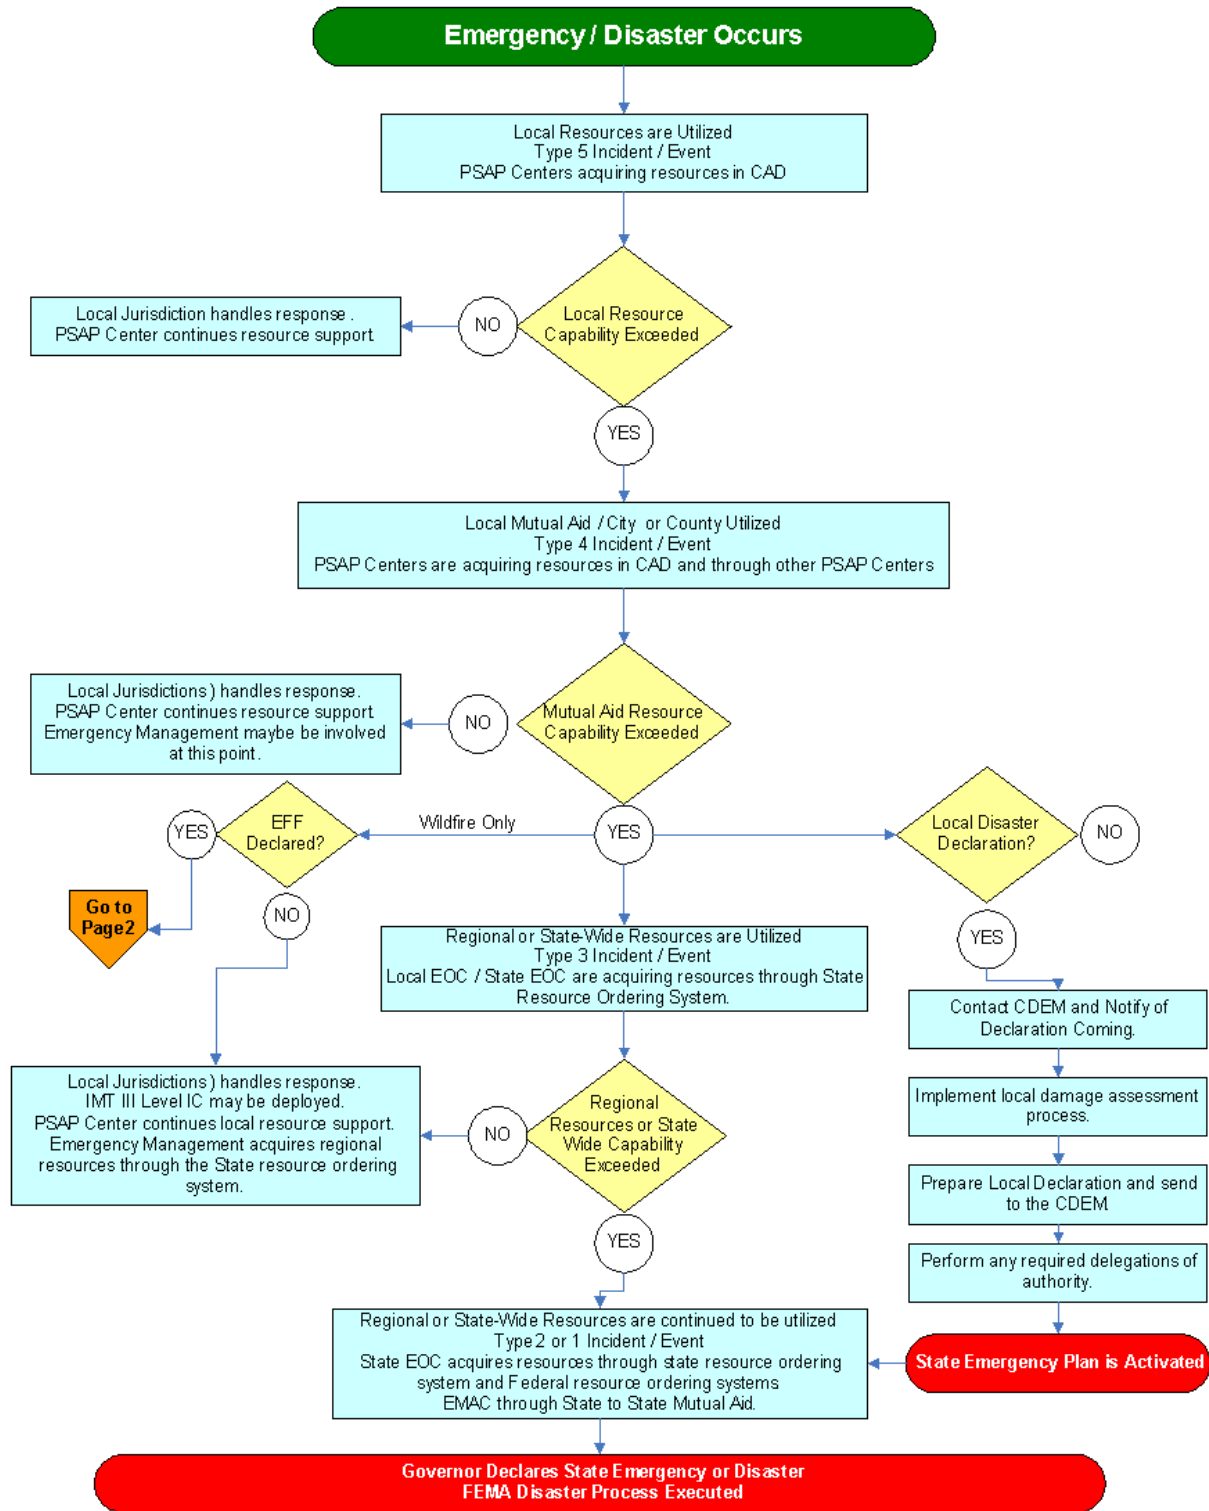 Emergency / Disaster Occurs
Local Resources are Utilized
Type 5 Incident / Event
PSAP Centers acquiring resources in CAD
Local Resource
Capability Exceeded
NO
Local Jurisdiction handles response .
PSAP Center continues resource support.
YES
Local Mutual Aid / City or County Utilized
Type 4 Incident / Event
PSAP Centers are acquiring resources in CAD and through other PSAP Centers
Mutual Aid Resource
Capability Exceeded
NO
Local Jurisdictions ) handles response.
PSAP Center continues resource support.
Emergency Management maybe be involved
at this point .
YES
Wildfire Only
EFF
Declared?
YES
Go to
Page2
NO
Local Disaster
Declaration?
NO
YES
Regional or State-Wide Resources are Utilized
Type 3 Incident / Event
Local EOC / State EOC are acquiring resources through State
Resource Ordering System.
Contact CDEM and Notify of
Declaration Coming.
Implement local damage assessment
process.
Prepare Local Declaration and send
to the CDEM.
Perform any required delegations of
authority.
State Emergency Plan is Activated
Regional
Resources or State
Wide Capability
Exceeded
NO
Local Jurisdictions ) handles response.
IMT III Level IC may be deployed.
PSAP Center continues local resource support.
Emergency Management acquires regional
resources through the State resource ordering
system.
YES
Regional or State-Wide Resources are continued to be utilized
Type 2 or 1 Incident / Event
State EOC acquires resources through state resource ordering
system and Federal resource ordering systems.
EMAC through State to State Mutual Aid.
Governor Declares State Emergency or Disaster
FEMA Disaster Process Executed